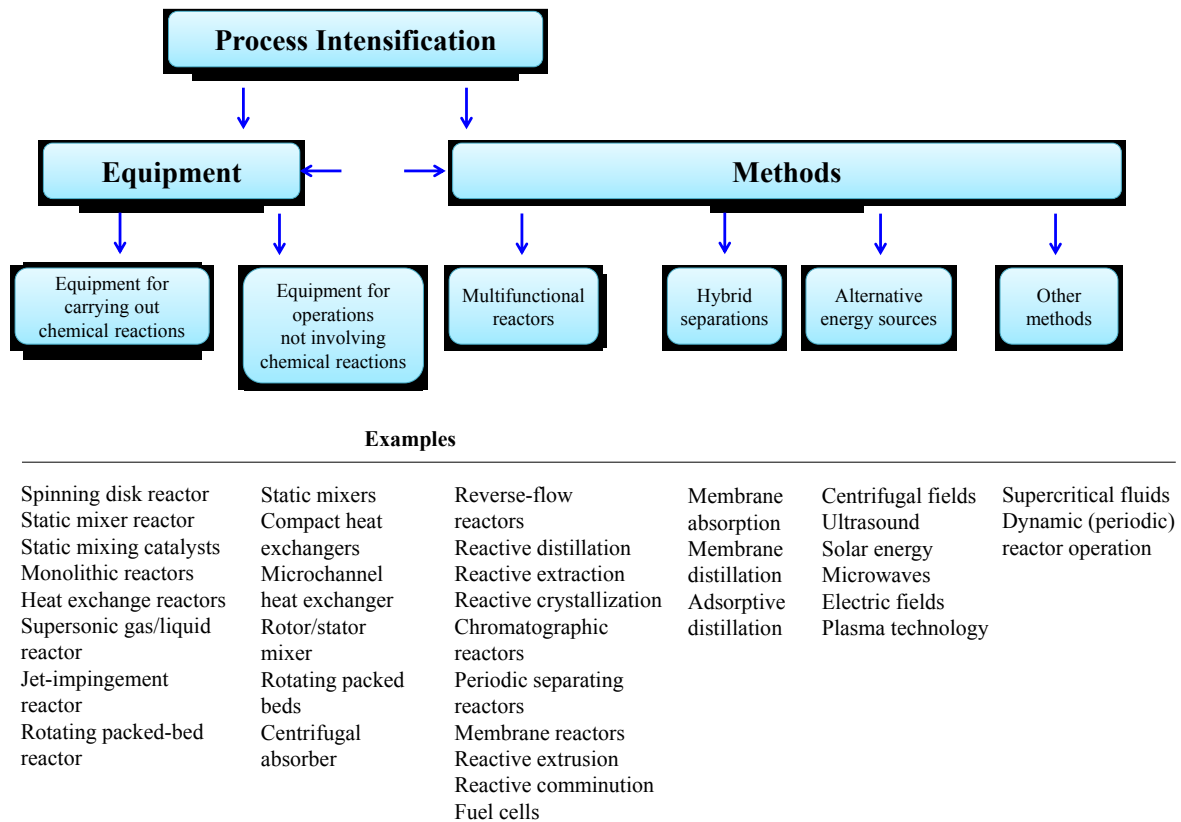 Process Intensification
Equipment
Methods
Equipment for
carrying out
chemical reactions
Equipment for
operations
not involving
chemical reactions
Multifunctional
reactors
Hybrid
separations
Alternative
energy sources
Other
methods
Examples
Spinning disk reactor
Static mixer reactor
Static mixing catalysts
Monolithic reactors
Heat exchange reactors
Supersonic gas/liquid
reactor
Jet-impingement
reactor
Rotating packed-bed
reactor
Static mixers
Compact heat
exchangers
Microchannel
heat exchanger
Rotor/stator
mixer
Rotating packed
beds
Centrifugal
absorber
Reverse-flow
reactors
Reactive distillation
Reactive extraction
Reactive crystallization
Chromatographic
reactors
Periodic separating
reactors
Membrane reactors
Reactive extrusion
Reactive comminution
Fuel cells
Membrane
absorption
Membrane
distillation
Adsorptive
distillation
Centrifugal fields
Ultrasound
Solar energy
Microwaves
Electric fields
Plasma technology
Supercritical fluids
Dynamic (periodic)
reactor operation